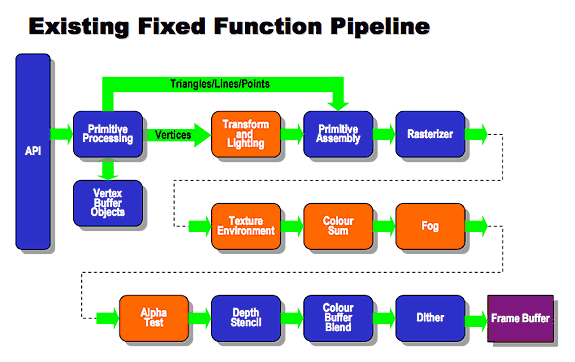 Existing Fixed Function Pipeline
Triangles/Lines/Points
API
Primitive
Processing
Vertices
Transform
and
Lighting
Primitive
Assembly
Rasterizer
Vertex
Buffer
Objects
Texture
Environment
Colour
Sum
Fog
Alpha
Test
Depth
Stencil
Colour
Buffer
Blend
Dither
Frame Buffer